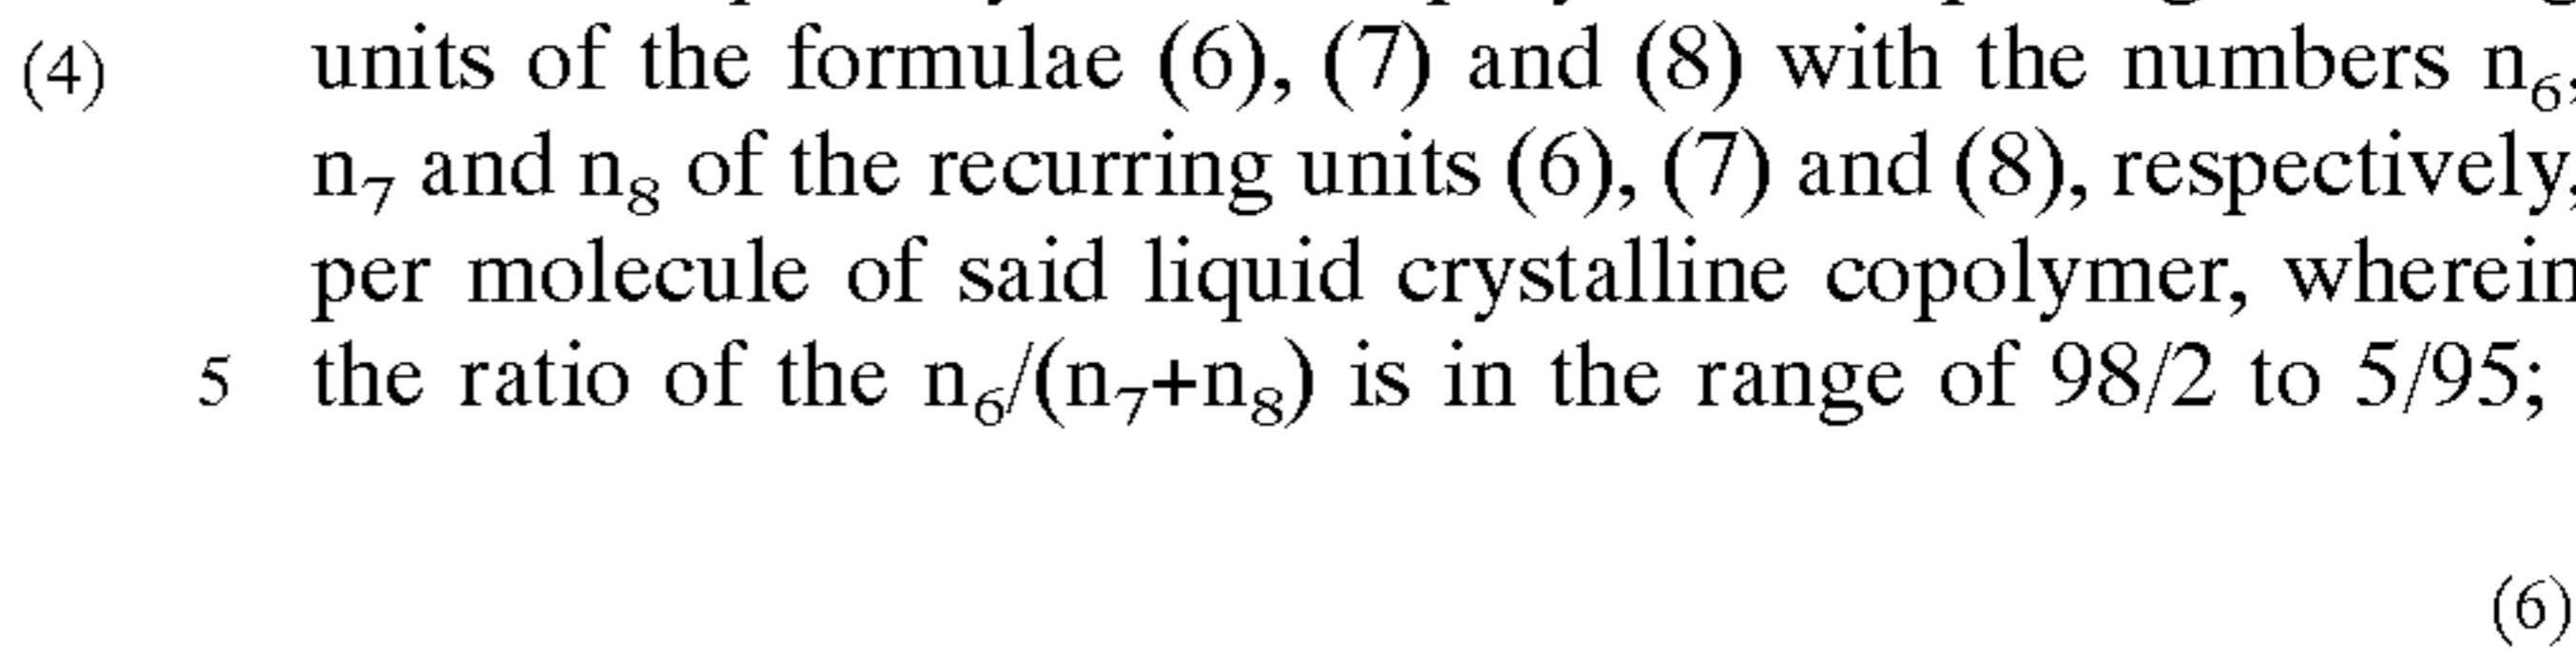 (4) units of the formulae (6), (7) and (8) with the numbers n₆,
n₇ and n₈ of the recurring units (6), (7) and (8), respectively,
per molecule of said liquid crystalline copolymer, wherein
5 the ratio of the n₆/(n₇+n₈) is in the range of 98/2 to 5/95;
(6)